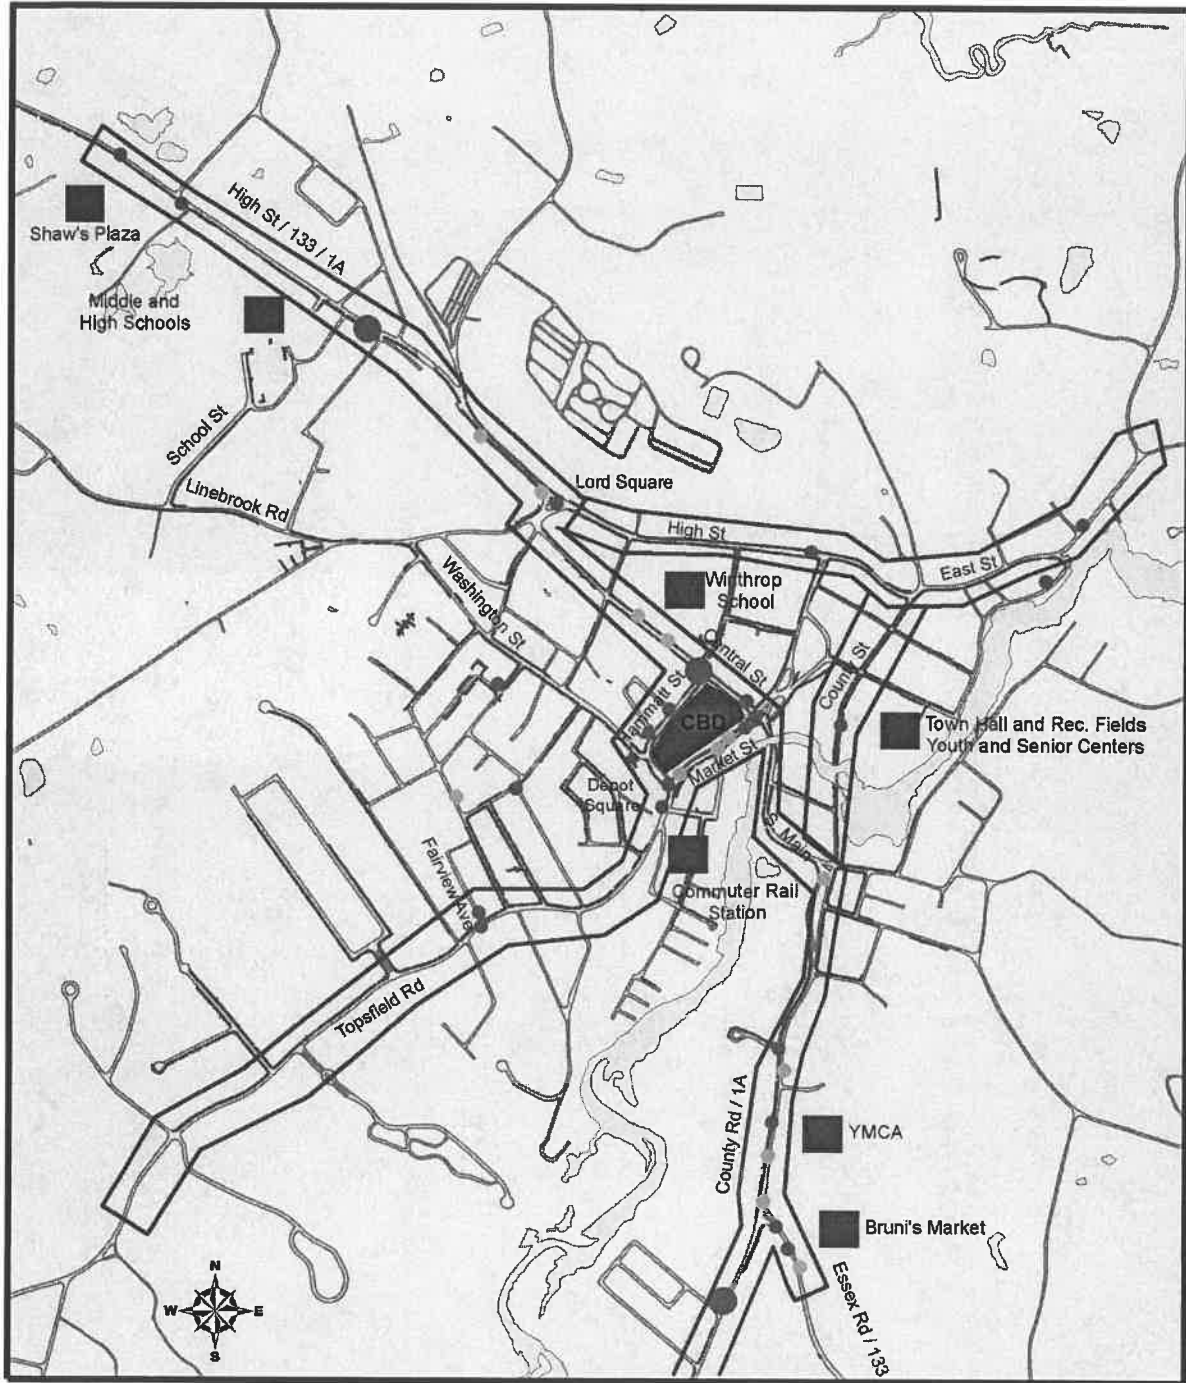 High St / 133 / 1A
Shaw's Plaza
Middle and
High Schools
School St
Linebrook Rd
Lord Square
High St
East St
Washington St
Winthrop
School
Central St
County St
Hammatt St
CBD
Town Hall and Rec. Fields
Youth and Senior Centers
Market St
Depot
Square
S. Main
Fairview Ave
Commuter Rail
Station
Topsfield Rd
County Rd / 1A
YMCA
Bruni's Market
Essex Rd / 133
N
W
E
S